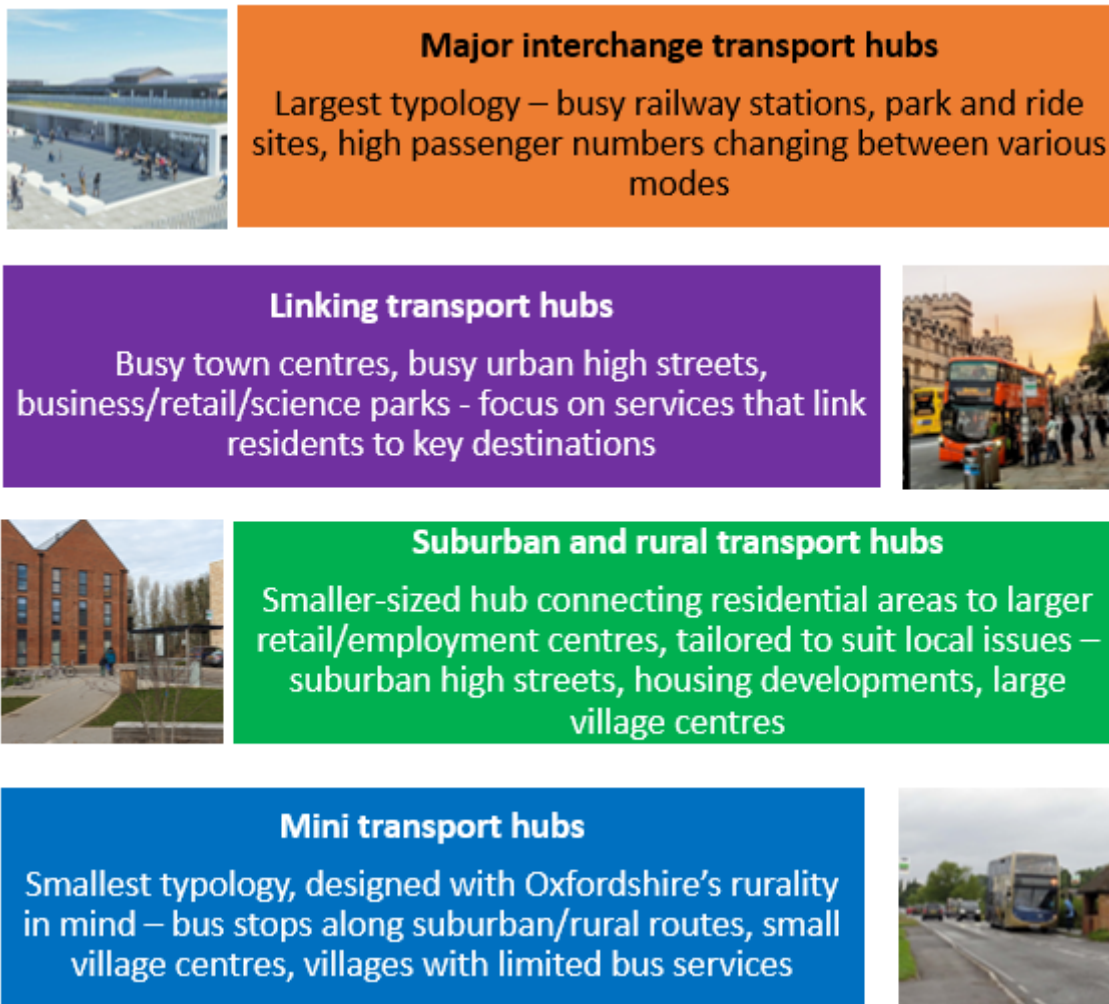 Major interchange transport hubs
Largest typology – busy railway stations, park and ride
sites, high passenger numbers changing between various
modes
Linking transport hubs
Busy town centres, busy urban high streets,
business/retail/science parks - focus on services that link
residents to key destinations
Suburban and rural transport hubs
Smaller-sized hub connecting residential areas to larger
retail/employment centres, tailored to suit local issues –
suburban high streets, housing developments, large
village centres
Mini transport hubs
Smallest typology, designed with Oxfordshire’s rurality
in mind – bus stops along suburban/rural routes, small
village centres, villages with limited bus services